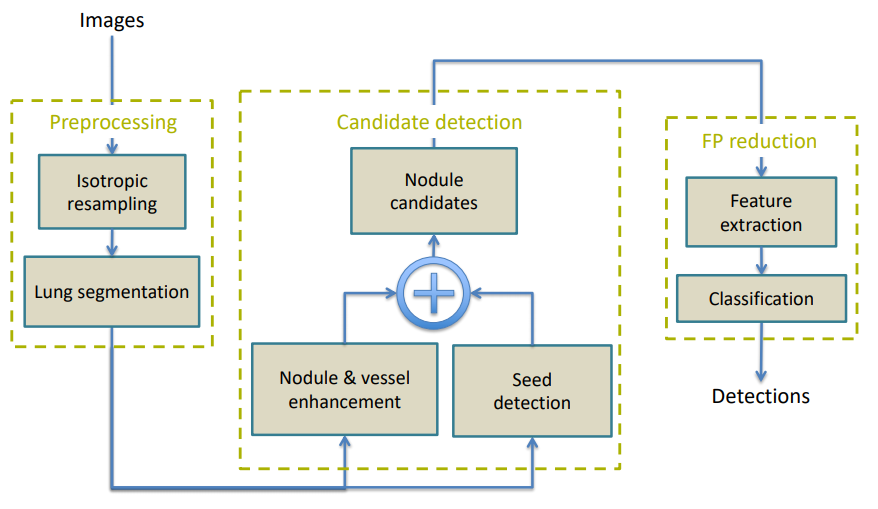 Images
Preprocessing
Isotropic
resampling
Lung segmentation
Candidate detection
Nodule
candidates
Nodule & vessel
enhancement
Seed
detection
FP reduction
Feature
extraction
Classification
Detections